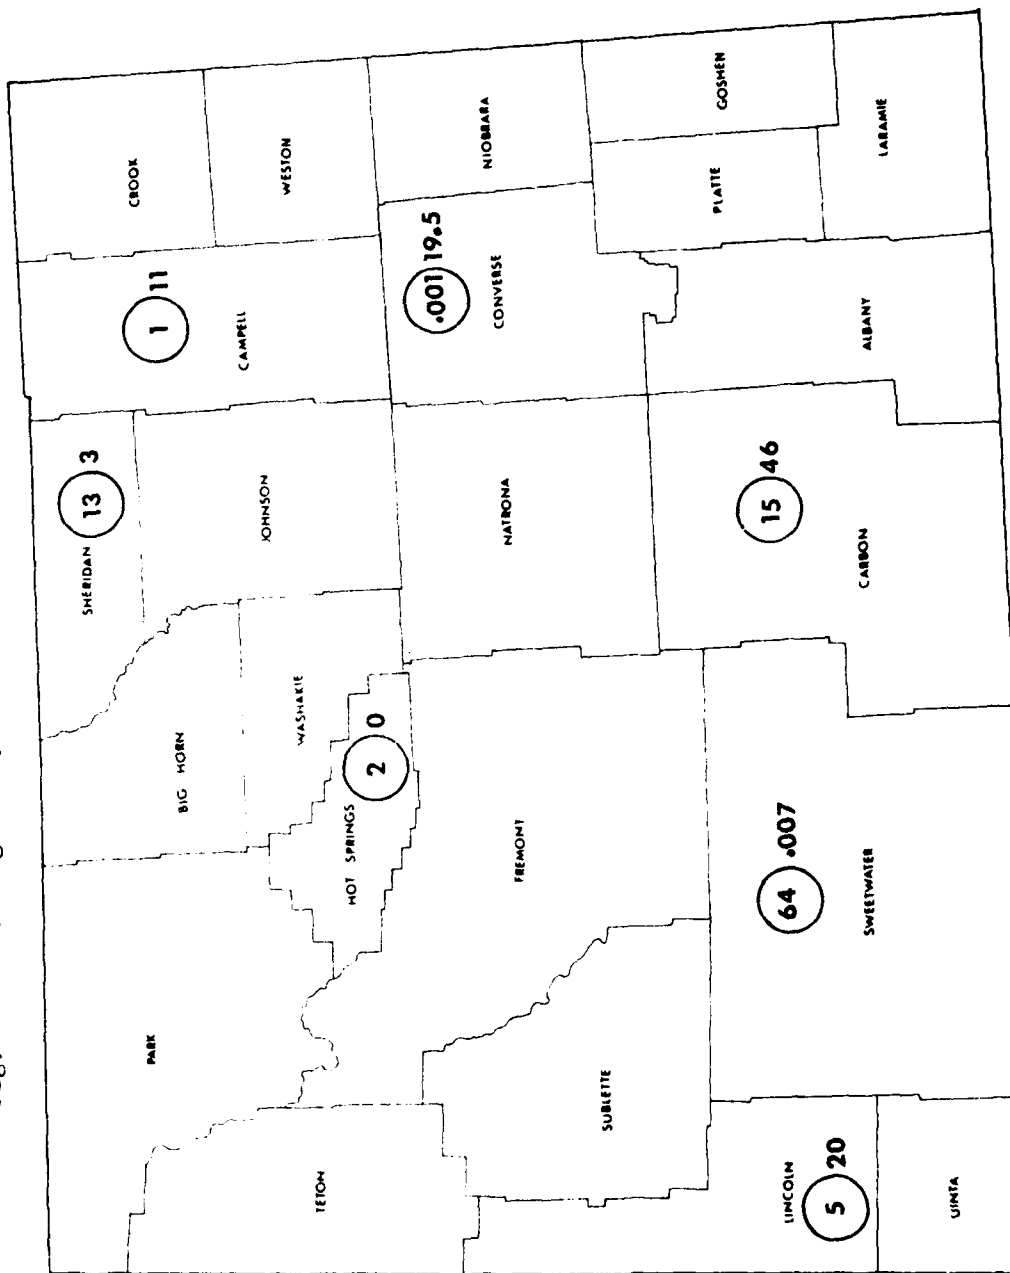 CROOK
WESTON
NIOBRARA
GOSHEN
PLATTE
LARAMIE
1 11
CAMPELL
.001 19.5
CONVERSE
ALBANY
13 3
SHERIDAN
JOHNSON
NATRONA
15 46
CARBON
BIG HORN
WASHAKIE
2 0
HOT SPRINGS
FREMONT
64 .007
SWEETWATER
PARK
TETON
SUBLETTE
LINCOLN
5 20
UINTA